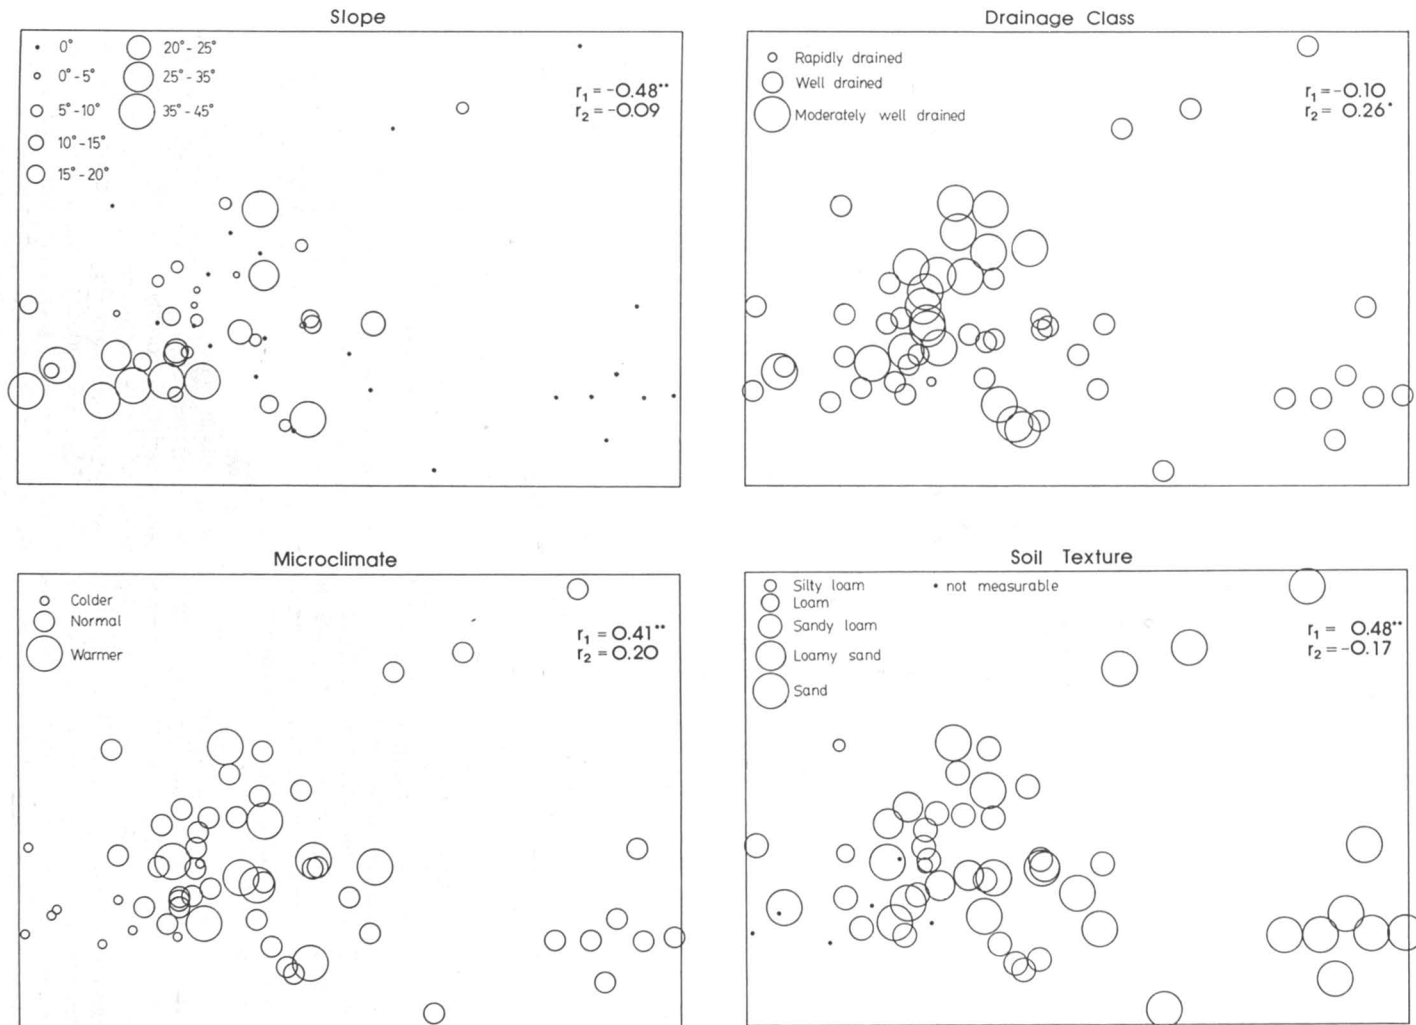 Slope
0°
0°-5°
5°-10°
10°-15°
15°-20°
20°-25°
25°-35°
35°-45°
r₁ = -0.48**
r₂ = -0.09
Drainage Class
Rapidly drained
Well drained
Moderately well drained
r₁ = -0.10
r₂ = 0.26*
Microclimate
Colder
Normal
Warmer
r₁ = 0.41**
r₂ = 0.20
Soil Texture
Silty loam
Loam
Sandy loam
Loamy sand
Sand
not measurable
r₁ = 0.48**
r₂ = -0.17